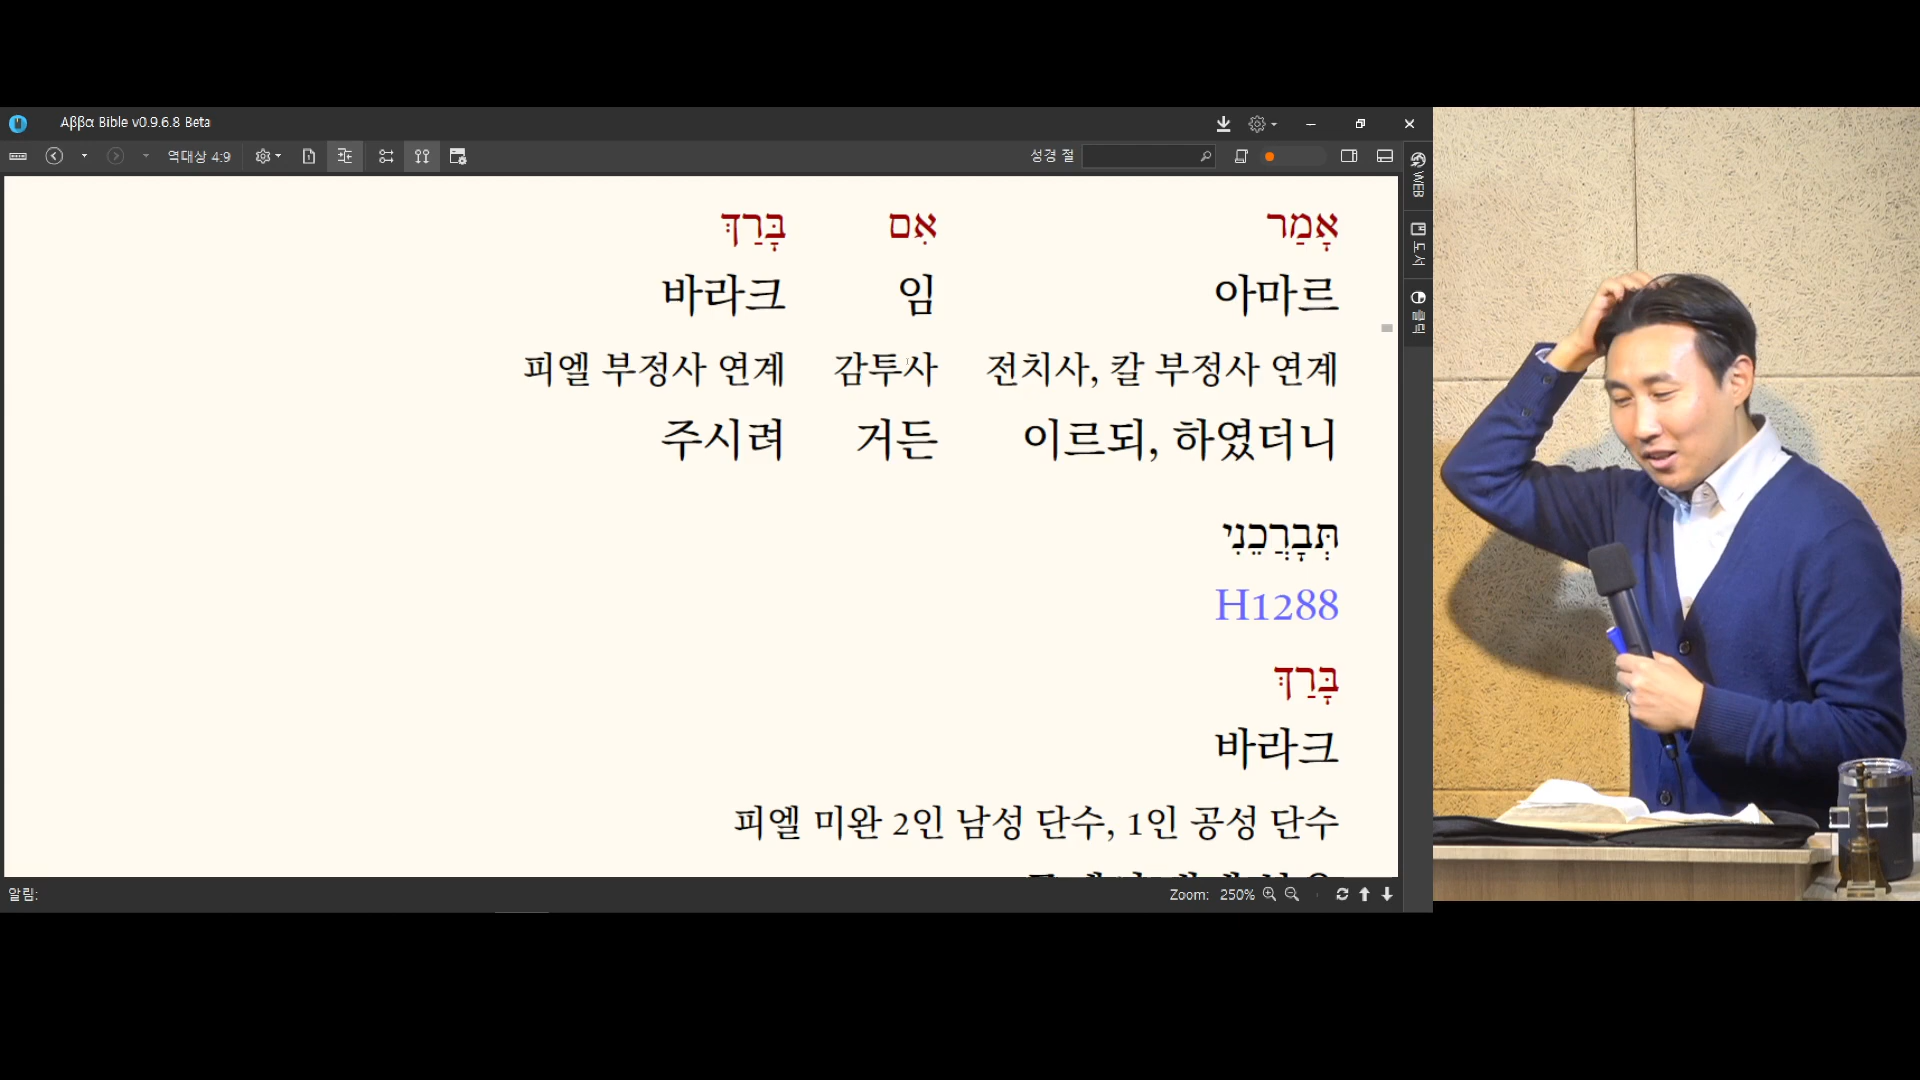 Aββα Bible v0.9.6.8 Beta
역대상 4:9
성경 절
WEB
도서
클릭
אָמַר אִם בָּרַךְ
아마르 임 바라크
전치사, 칼 부정사 연계 감투사 피엘 부정사 연계
이르되, 하였더니 거든 주시려
תְּבָרֲכֵנִי
H1288
בָּרַךְ
바라크
피엘 미완 2인 남성 단수, 1인 공성 단수
알림:
Zoom: 250%